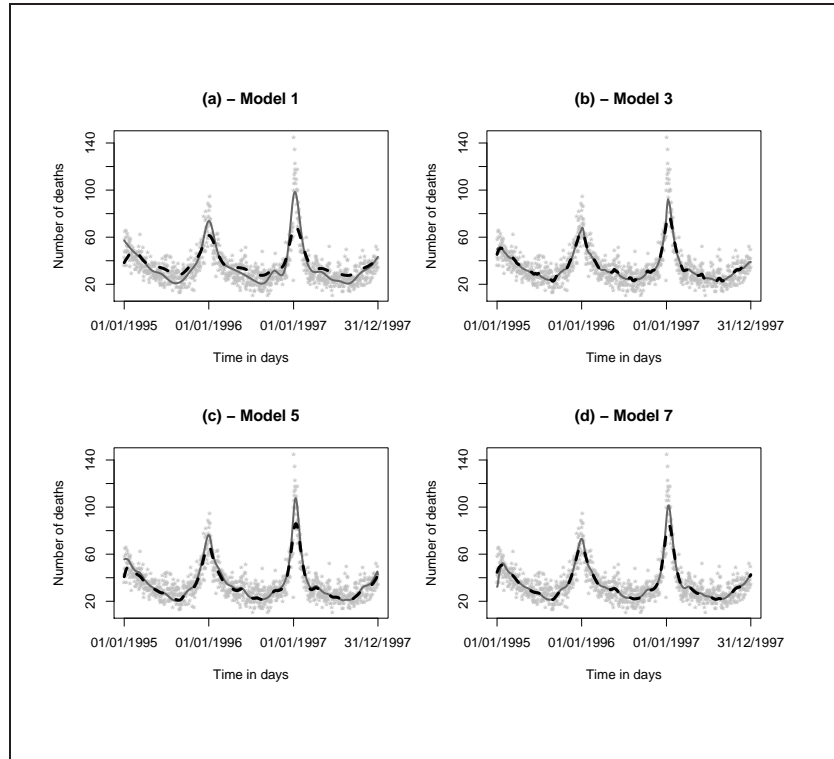 (a) – Model 1
Number of deaths
140
100
60
20
01/01/1995 01/01/1996 01/01/1997 31/12/1997
Time in days
(b) – Model 3
Number of deaths
140
100
60
20
01/01/1995 01/01/1996 01/01/1997 31/12/1997
Time in days
(c) – Model 5
Number of deaths
140
100
60
20
01/01/1995 01/01/1996 01/01/1997 31/12/1997
Time in days
(d) – Model 7
Number of deaths
140
100
60
20
01/01/1995 01/01/1996 01/01/1997 31/12/1997
Time in days